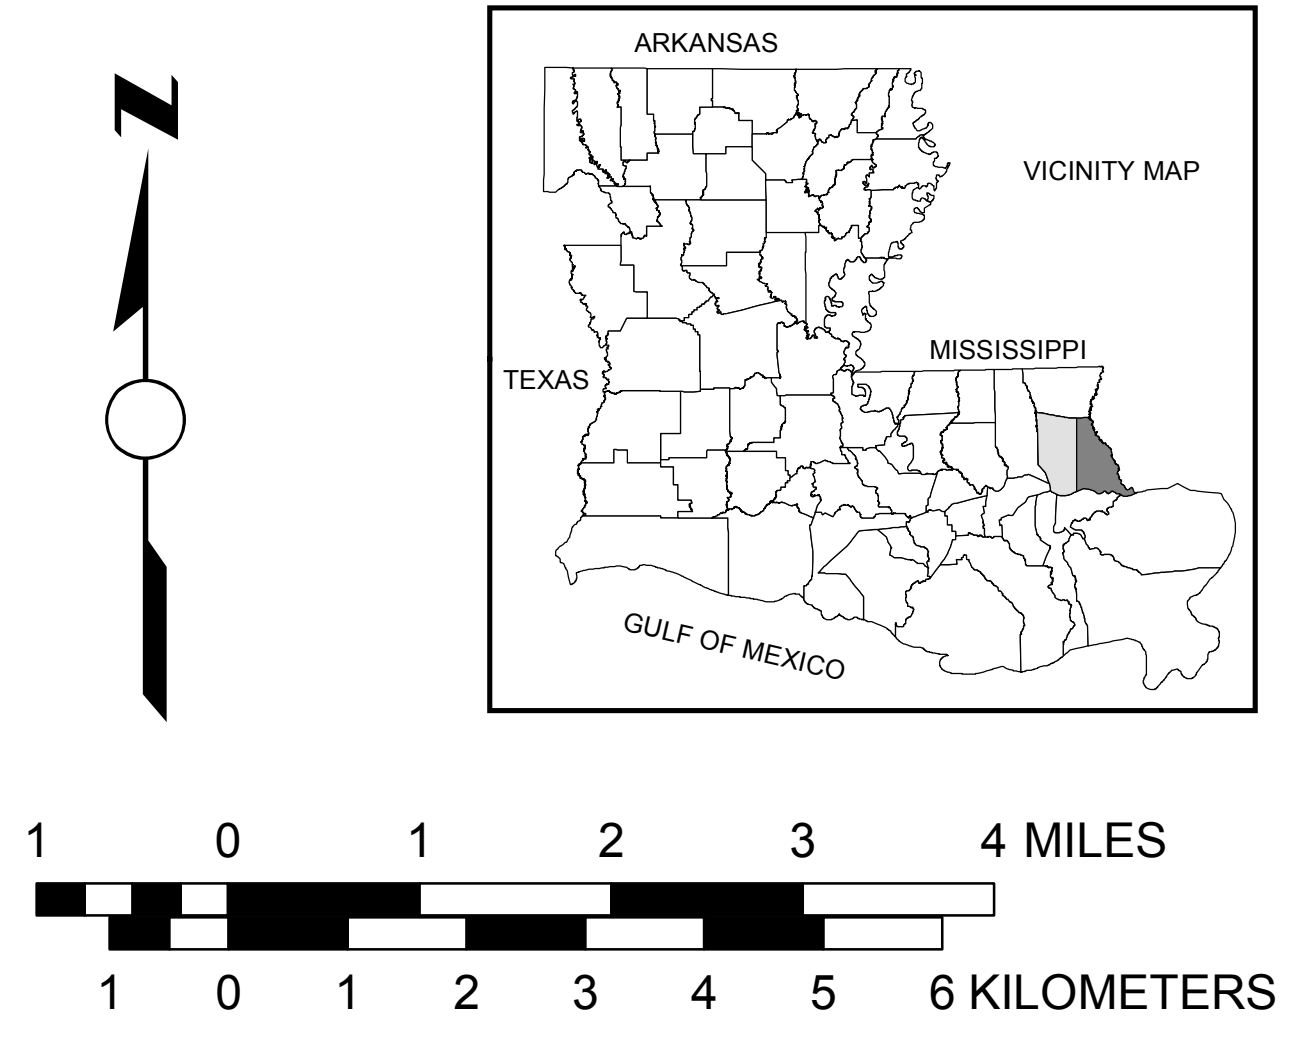 N
ARKANSAS
VICINITY MAP
MISSISSIPPI
TEXAS
GULF OF MEXICO
1 0 1 2 3 4 MILES
1 0 1 2 3 4 5 6 KILOMETERS